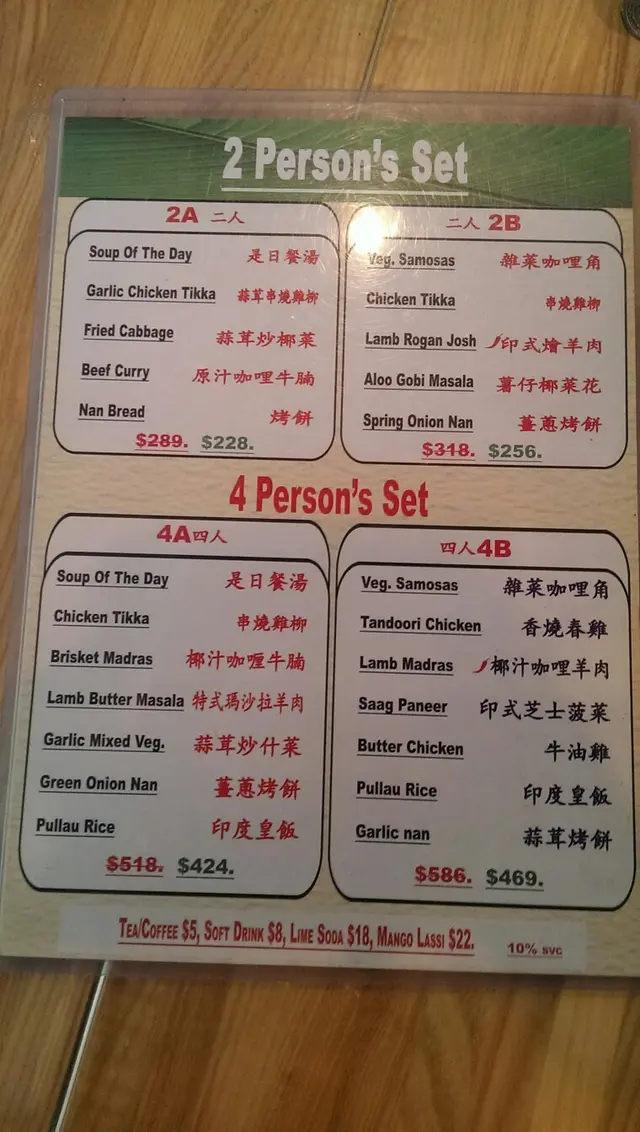 2 Person's Set
2A 二人
Soup Of The Day 是日餐湯
Garlic Chicken Tikka 蒜茸串燒雞柳
Fried Cabbage 蒜茸炒椰菜
Beef Curry 原汁咖哩牛腩
Nan Bread 烤餅
$289. $228.
二人 2B
Veg. Samosas 雜菜咖哩角
Chicken Tikka 串燒雞柳
Lamb Rogan Josh 印式燴羊肉
Aloo Gobi Masala 薯仔椰菜花
Spring Onion Nan 薑蔥烤餅
$318. $256.
4 Person's Set
4A四人
Soup Of The Day 是日餐湯
Chicken Tikka 串燒雞柳
Brisket Madras 椰汁咖喱牛腩
Lamb Butter Masala 特式瑪沙拉羊肉
Garlic Mixed Veg. 蒜茸炒什菜
Green Onion Nan 薑蔥烤餅
Pullau Rice 印度皇飯
$518. $424.
四人4B
Veg. Samosas 雜菜咖哩角
Tandoori Chicken 香燒春雞
Lamb Madras 椰汁咖哩羊肉
Saag Paneer 印式芝士菠菜
Butter Chicken 牛油雞
Pullau Rice 印度皇飯
Garlic nan 蒜茸烤餅
$586. $469.
Tea/Coffee $5, Soft Drink $8, Lime Soda $18, Mango Lassi $22. 10% svc